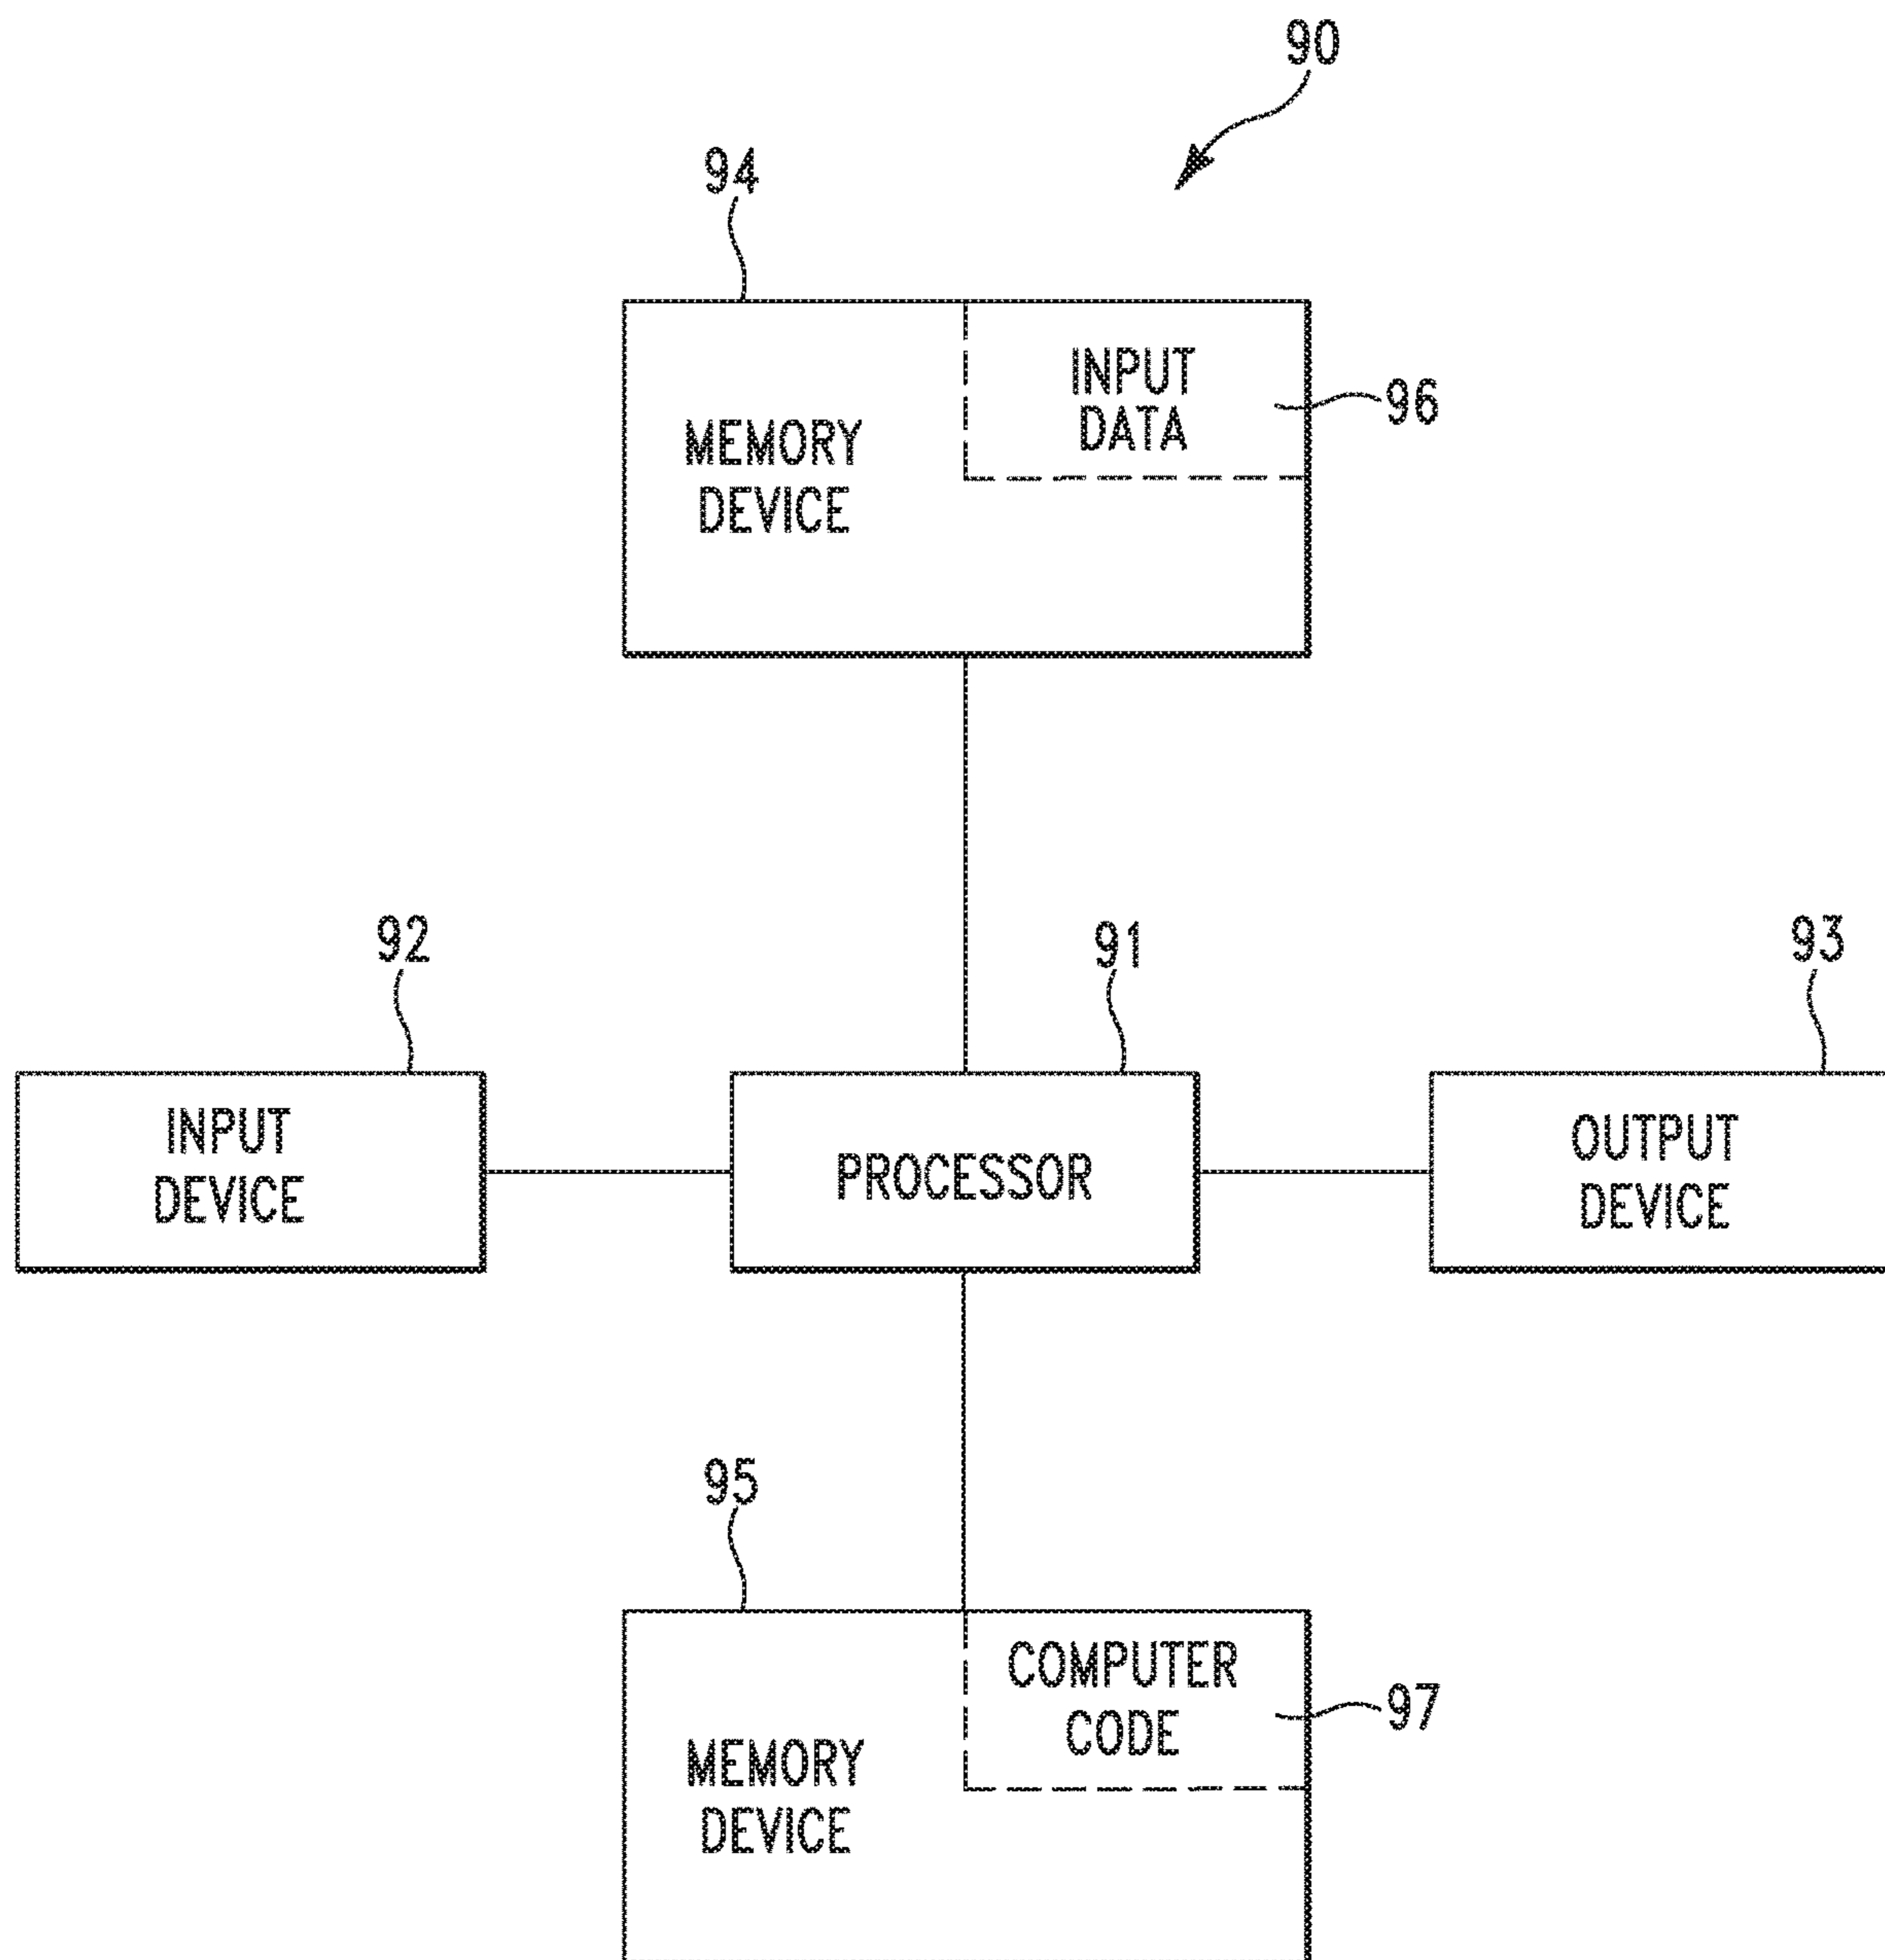 90
94
INPUT
DATA
96
MEMORY
DEVICE
92
91
93
INPUT
DEVICE
PROCESSOR
OUTPUT
DEVICE
95
COMPUTER
CODE
97
MEMORY
DEVICE